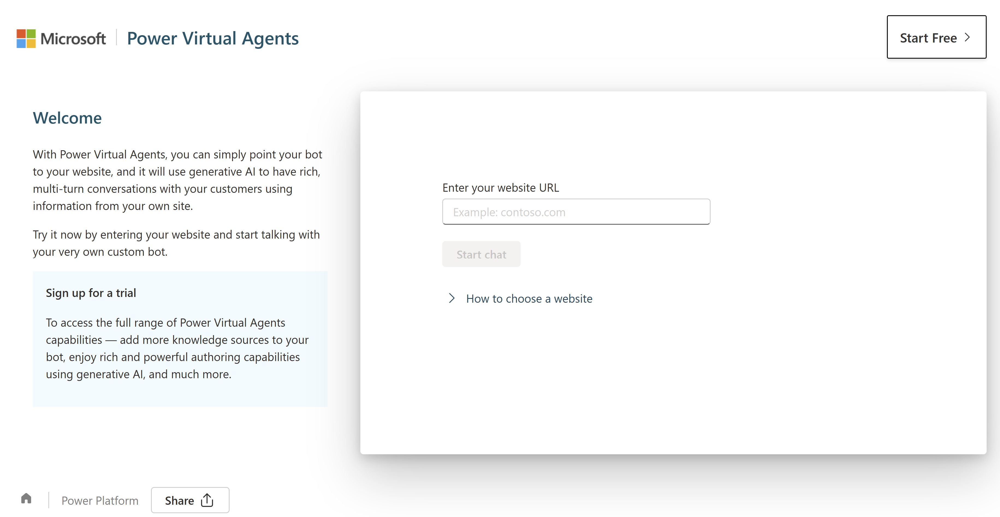 Microsoft
Power Virtual Agents
Start Free
Welcome
With Power Virtual Agents, you can simply point your bot
to your website, and it will use generative AI to have rich,
multi-turn conversations with your customers using
information from your own site.
Try it now by entering your website and start talking with
your very own custom bot.
Sign up for a trial
To access the full range of Power Virtual Agents
capabilities — add more knowledge sources to your
bot, enjoy rich and powerful authoring capabilities
using generative AI, and much more.
Enter your website URL
Example: contoso.com
Start chat
How to choose a website
Power Platform
Share